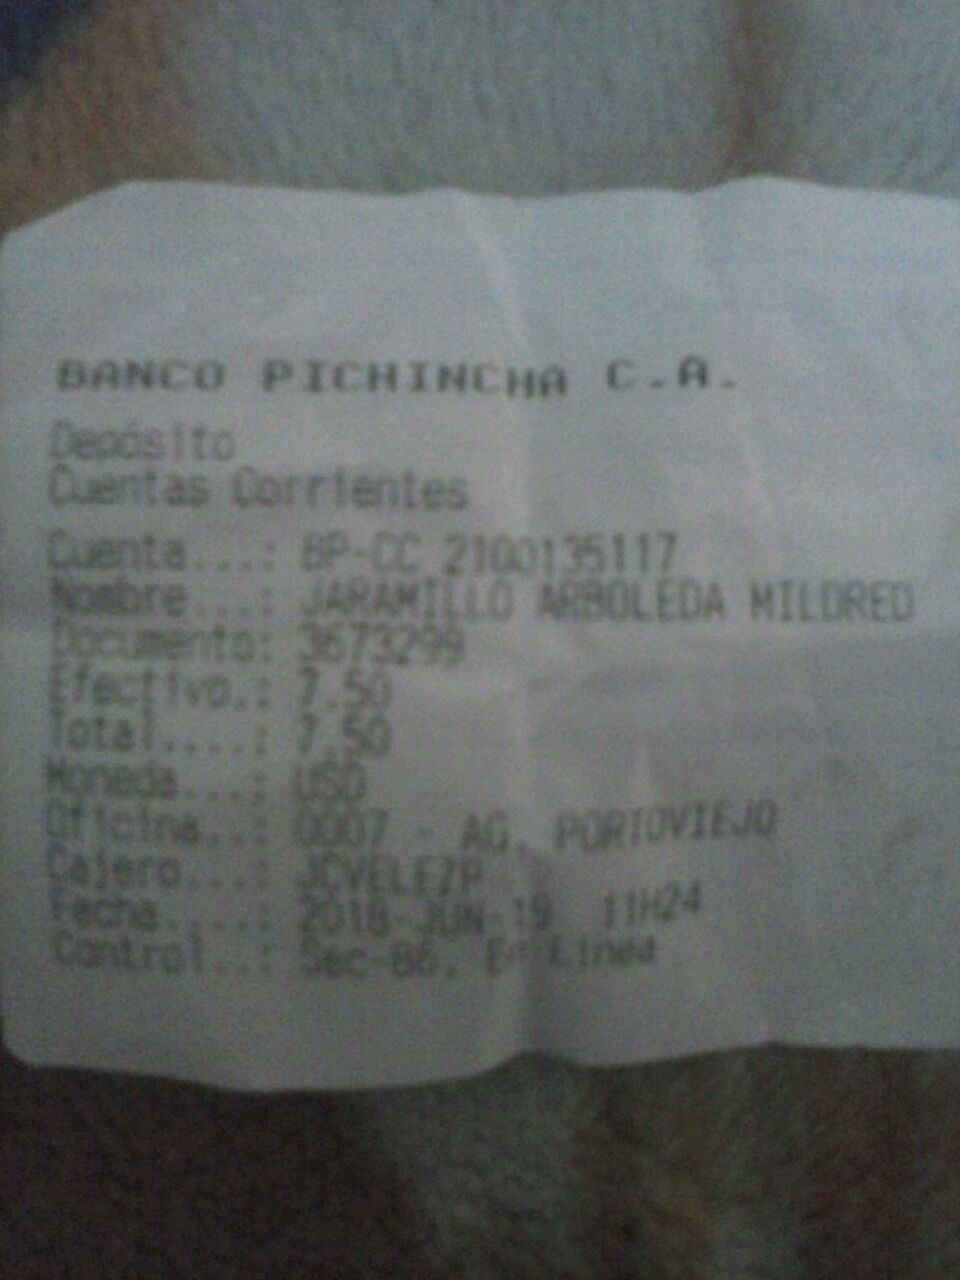 BANCO PICHINCHA C.A.
Depósito
Cuentas Corrientes
Cuenta...: BP-CC 2100135117
Nombre...: JARAMILLO ARBOLEDA MILDRED
Documento: 3673299
Efectivo.: 7.50
Total....: 7.50
Moneda...: USD
Oficina..: 0007 - AG. PORTOVIEJO
Cajero...: JCVELEZP
Fecha....: 2018-JUN-19 11H24
Control..: Sec-86, En Linea